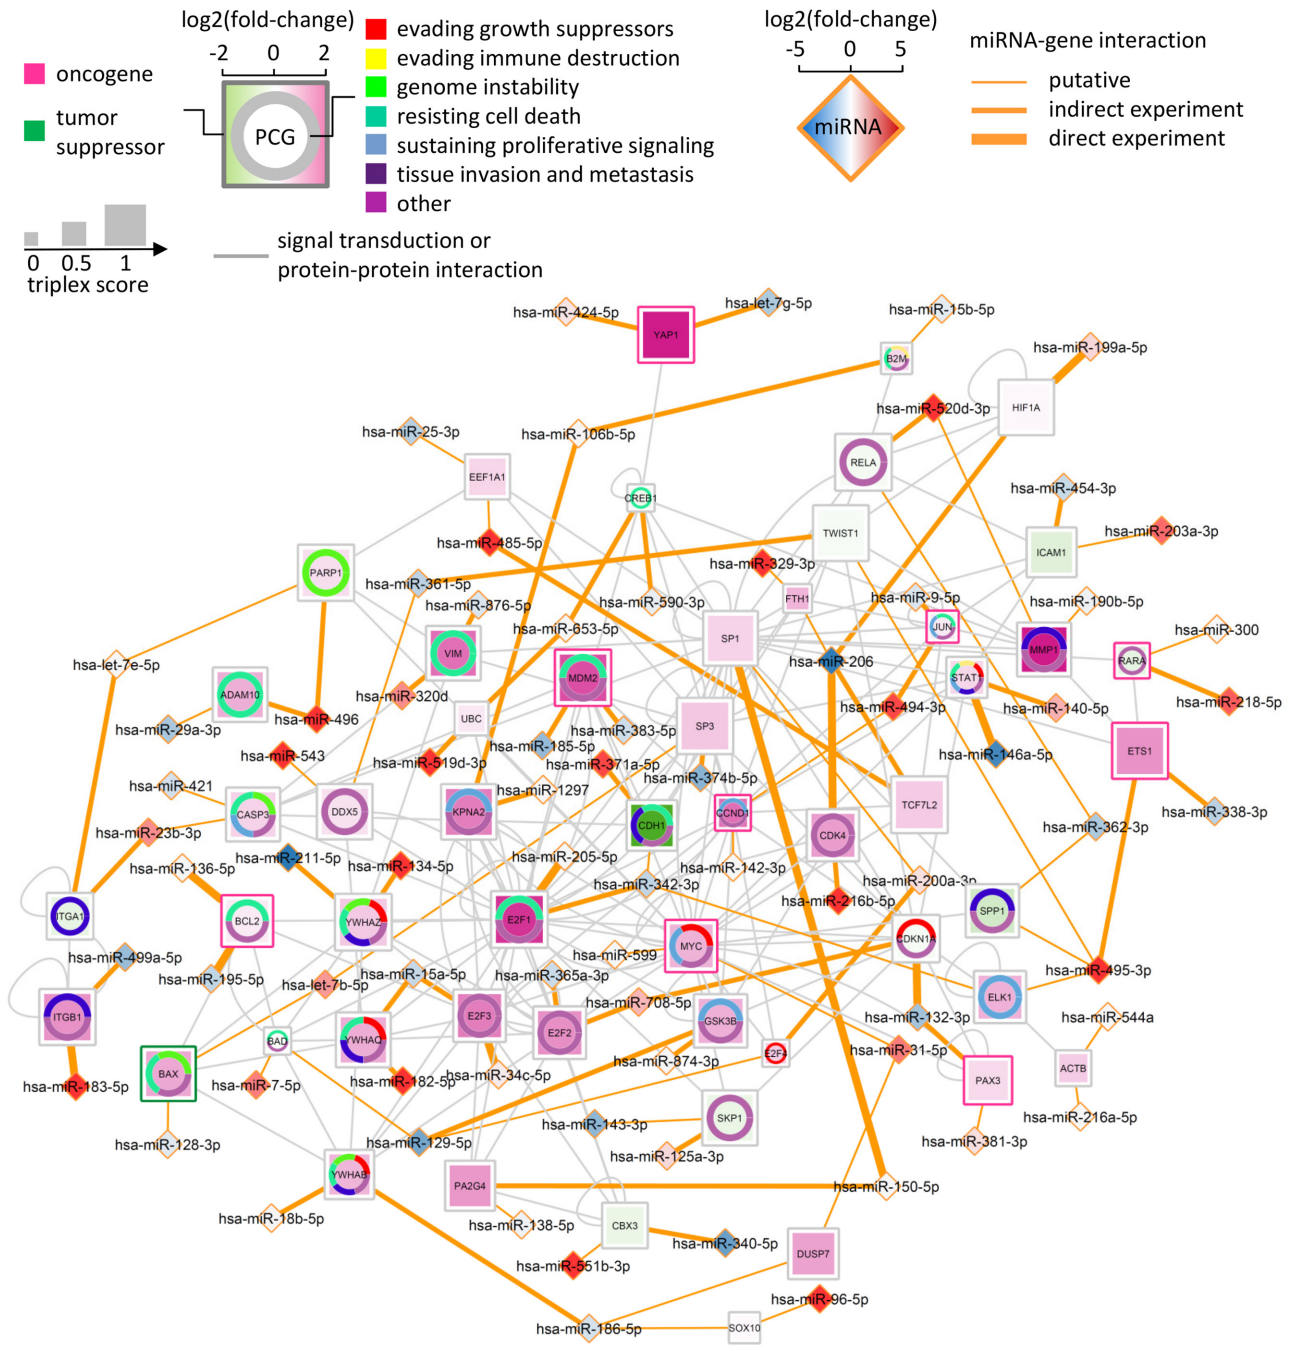 log2(fold-change)
-2 0 2
PCG
oncogene
tumor
suppressor
evading growth suppressors
evading immune destruction
genome instability
resisting cell death
sustaining proliferative signaling
tissue invasion and metastasis
other
log2(fold-change)
-5 0 5
miRNA
miRNA-gene interaction
putative
indirect experiment
direct experiment
0 0.5 1
triplex score
signal transduction or
protein-protein interaction
hsa-miR-424-5p
YAP1
hsa-let-7g-5p
hsa-miR-15b-5p
B2M
hsa-miR-199a-5p
HIF1A
hsa-miR-520d-3p
hsa-miR-25-3p
hsa-miR-106b-5p
RELA
EEF1A1
CREB1
hsa-miR-454-3p
hsa-miR-485-5p
TWIST1
hsa-miR-203a-3p
ICAM1
PARP1
hsa-miR-361-5p
hsa-miR-329-3p
FTH1
hsa-miR-876-5p
hsa-miR-590-3p
hsa-miR-9-5p
hsa-miR-190b-5p
hsa-miR-653-5p
SP1
JUN
hsa-miR-300
VIM
MMP1
RARA
hsa-let-7e-5p
hsa-miR-206
MDM2
STAT1
ADAM10
hsa-miR-320d
hsa-miR-218-5p
hsa-miR-494-3p
hsa-miR-140-5p
hsa-miR-496
UBC
SP3
hsa-miR-29a-3p
hsa-miR-383-5p
hsa-miR-185-5p
hsa-miR-543
hsa-miR-519d-3p
hsa-miR-371a-5p
hsa-miR-146a-5p
ETS1
hsa-miR-374b-5p
hsa-miR-421
hsa-miR-1297
CASP3
DDX5
KPNA2
CCND1
TCF7L2
hsa-miR-338-3p
CDH1
CDK4
hsa-miR-362-3p
hsa-miR-23b-3p
hsa-miR-211-5p
hsa-miR-205-5p
hsa-miR-136-5p
hsa-miR-134-5p
hsa-miR-142-3p
hsa-miR-342-3p
hsa-miR-200a-3p
hsa-miR-216b-5p
ITGA1
BCL2
YWHAZ
E2F1
SPP1
CDKN1A
MYC
hsa-miR-499a-5p
hsa-miR-599
hsa-miR-195-5p
hsa-let-7b-5p
hsa-miR-15a-5p
hsa-miR-365a-3p
hsa-miR-495-3p
ELK1
hsa-miR-708-5p
ITGB1
E2F3
E2F2
GSK3B
hsa-miR-132-3p
hsa-miR-544a
BAD
YWHAQ
E2F4
hsa-miR-31-5p
hsa-miR-874-3p
BAX
hsa-miR-34c-5p
ACTB
hsa-miR-183-5p
hsa-miR-7-5p
hsa-miR-182-5p
PAX3
SKP1
hsa-miR-216a-5p
hsa-miR-143-3p
hsa-miR-128-3p
hsa-miR-129-5p
hsa-miR-381-3p
hsa-miR-125a-3p
YWHAB
PA2G4
hsa-miR-150-5p
hsa-miR-18b-5p
hsa-miR-138-5p
CBX3
hsa-miR-340-5p
DUSP7
hsa-miR-551b-3p
hsa-miR-96-5p
hsa-miR-186-5p
SOX10